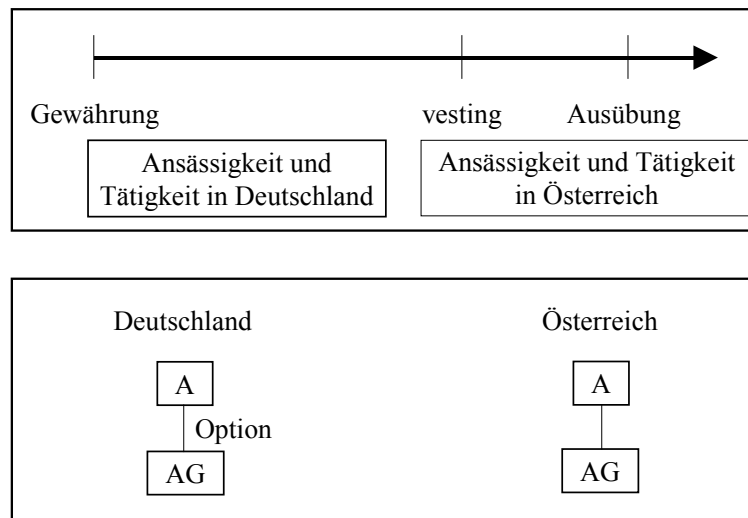 Gewährung vesting Ausübung
Ansässigkeit und
Tätigkeit in Deutschland
Ansässigkeit und Tätigkeit
in Österreich
Deutschland Österreich
A A
Option
AG AG